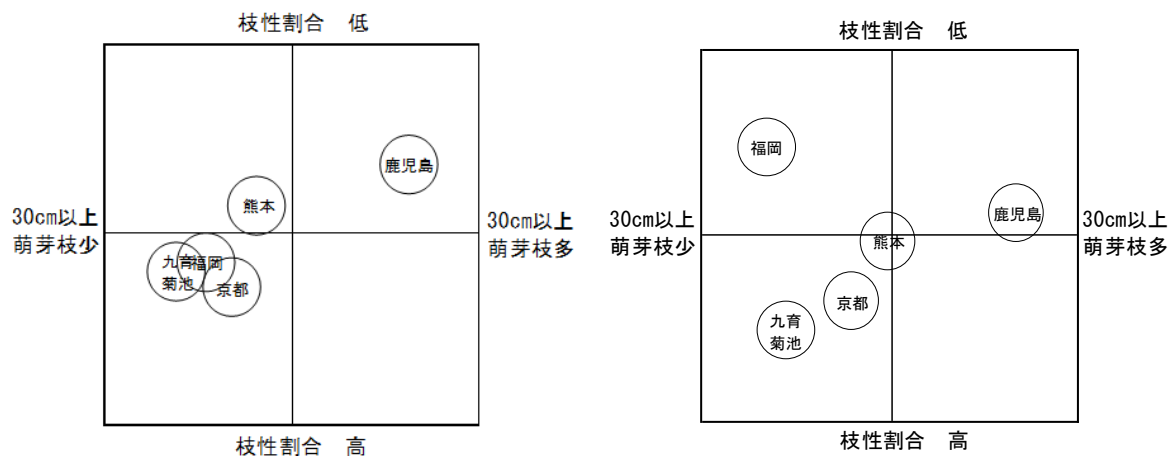 枝性割合　低
鹿児島
熊本
30cm以上
萌芽枝少
30cm以上
萌芽枝多
九育
菊池
福岡
京都
枝性割合　高
枝性割合　低
福岡
鹿児島
30cm以上
萌芽枝少
熊本
30cm以上
萌芽枝多
京都
九育
菊池
枝性割合　高